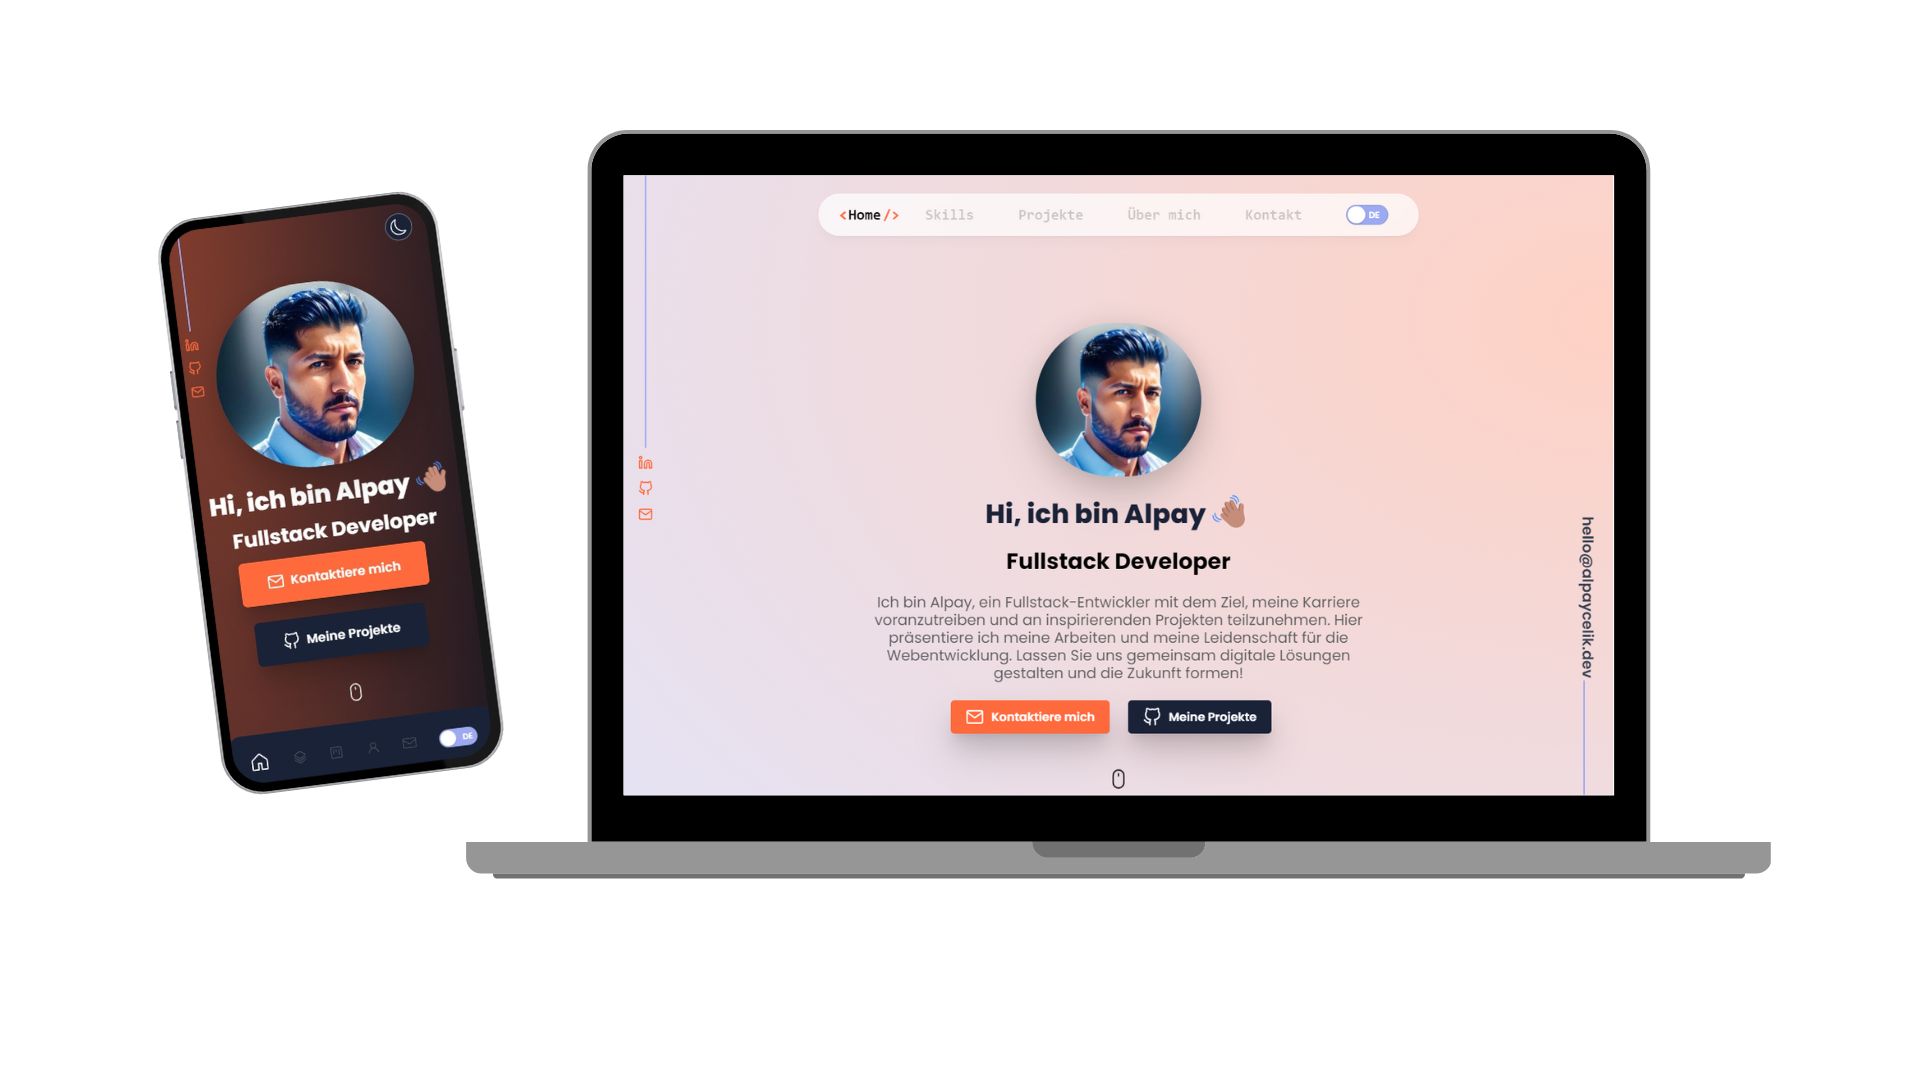 Hi, ich bin Alpay
Fullstack Developer
Kontaktiere mich
Meine Projekte
DE
<Home/> Skills Projekte Über mich Kontakt DE
Hi, ich bin Alpay
Fullstack Developer
Ich bin Alpay, ein Fullstack-Entwickler mit dem Ziel, meine Karriere
voranzutreiben und an inspirierenden Projekten teilzunehmen. Hier
präsentiere ich meine Arbeiten und meine Leidenschaft für die
Webentwicklung. Lassen Sie uns gemeinsam digitale Lösungen
gestalten und die Zukunft formen!
Kontaktiere mich Meine Projekte
hello@alpaycelik.dev